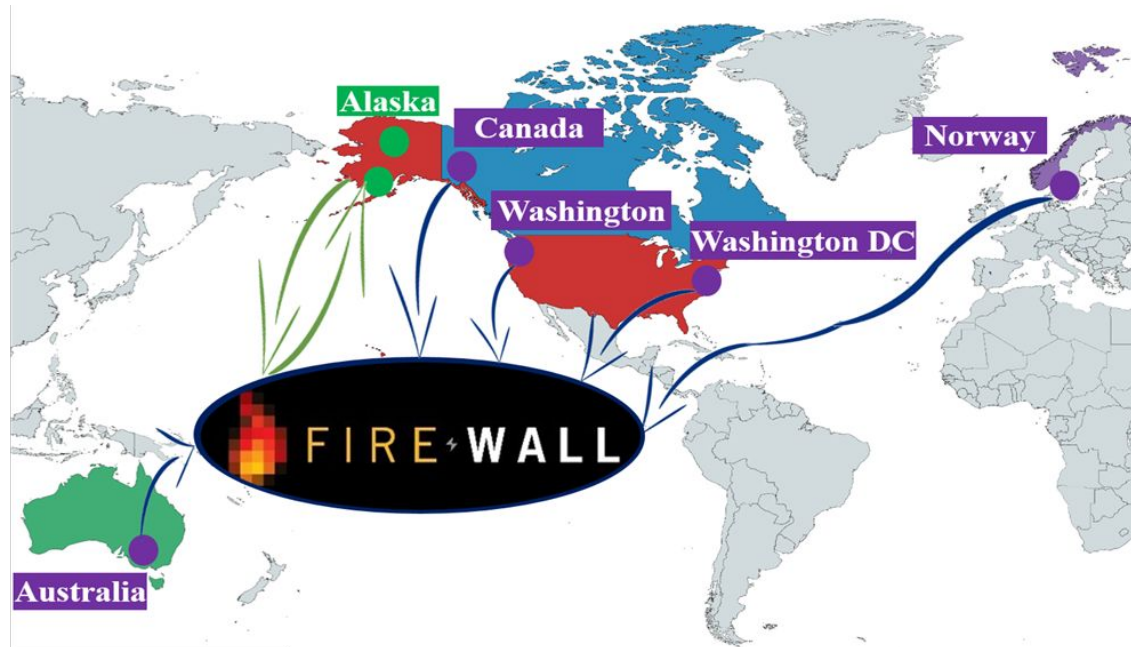 Alaska
Canada
Norway
Washington
Washington DC
FIRE WALL
Australia